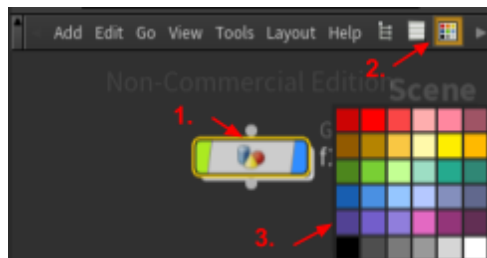 Add Edit Go View Tools Layout Help
2.
Non-Commercial Edition
Scene
1.
3.